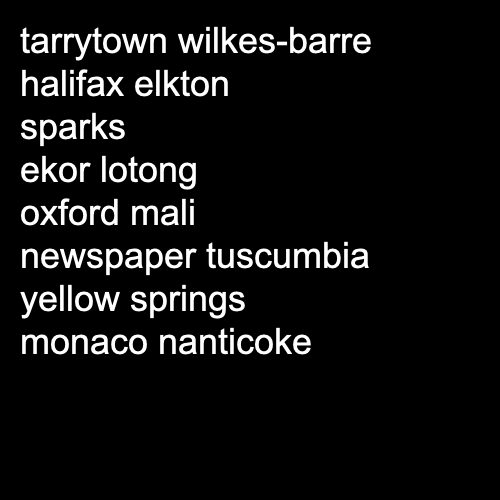 tarrytown wilkes-barre
halifax elkton
sparks
ekor lotong
oxford mali
newspaper tuscumbia
yellow springs
monaco nanticoke